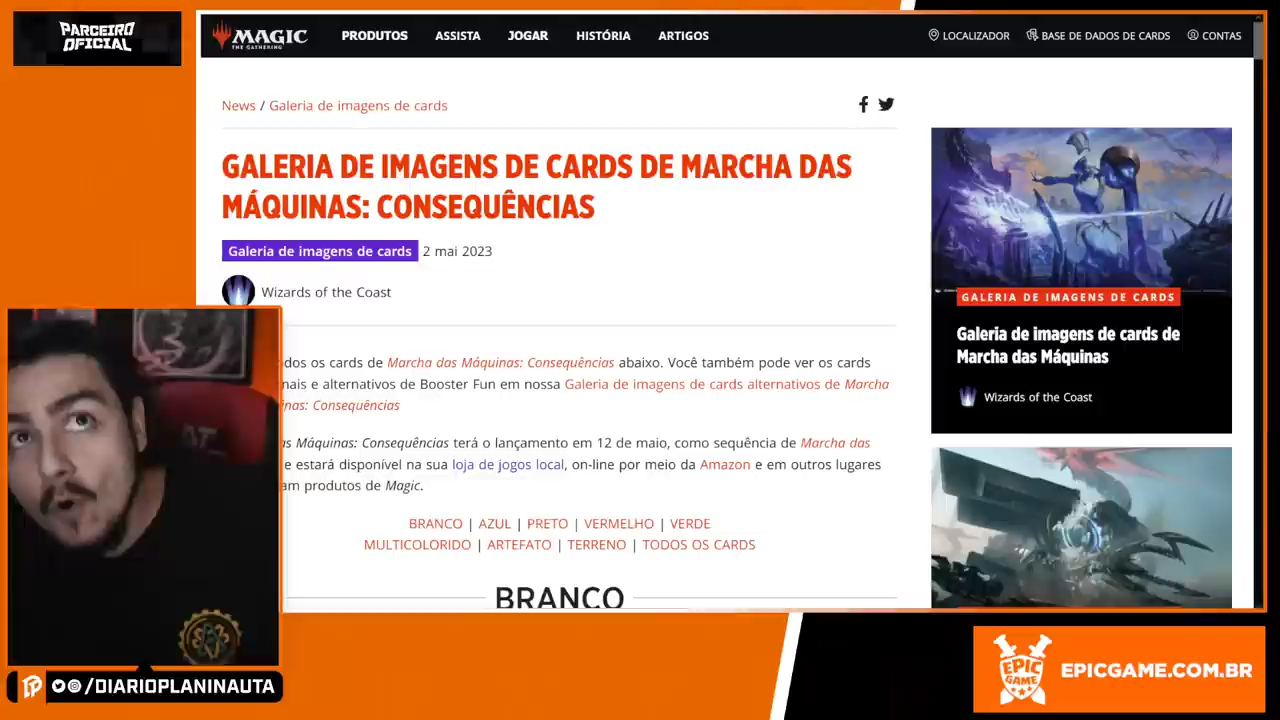 PARCEIRO
OFICIAL
MAGIC
THE GATHERING
PRODUTOS
ASSISTA
JOGAR
HISTÓRIA
ARTIGOS
LOCALIZADOR
BASE DE DADOS DE CARDS
CONTAS
News / Galeria de imagens de cards
GALERIA DE IMAGENS DE CARDS DE MARCHA DAS
MÁQUINAS: CONSEQUÊNCIAS
Galeria de imagens de cards 2 mai 2023
Wizards of the Coast
dos os cards de Marcha das Máquinas: Consequências abaixo. Você também pode ver os cards
nais e alternativos de Booster Fun em nossa Galeria de imagens de cards alternativos de Marcha
inas: Consequências
as Máquinas: Consequências terá o lançamento em 12 de maio, como sequência de Marcha das
e estará disponível na sua loja de jogos local, on-line por meio da Amazon e em outros lugares
am produtos de Magic.
BRANCO | AZUL | PRETO | VERMELHO | VERDE
MULTICOLORIDO | ARTEFATO | TERRENO | TODOS OS CARDS
BRANCO
GALERIA DE IMAGENS DE CARDS
Galeria de imagens de cards de
Marcha das Máquinas
Wizards of the Coast
/DIARIOPLANINAUTA
EPIC
GAME
EPICGAME.COM.BR